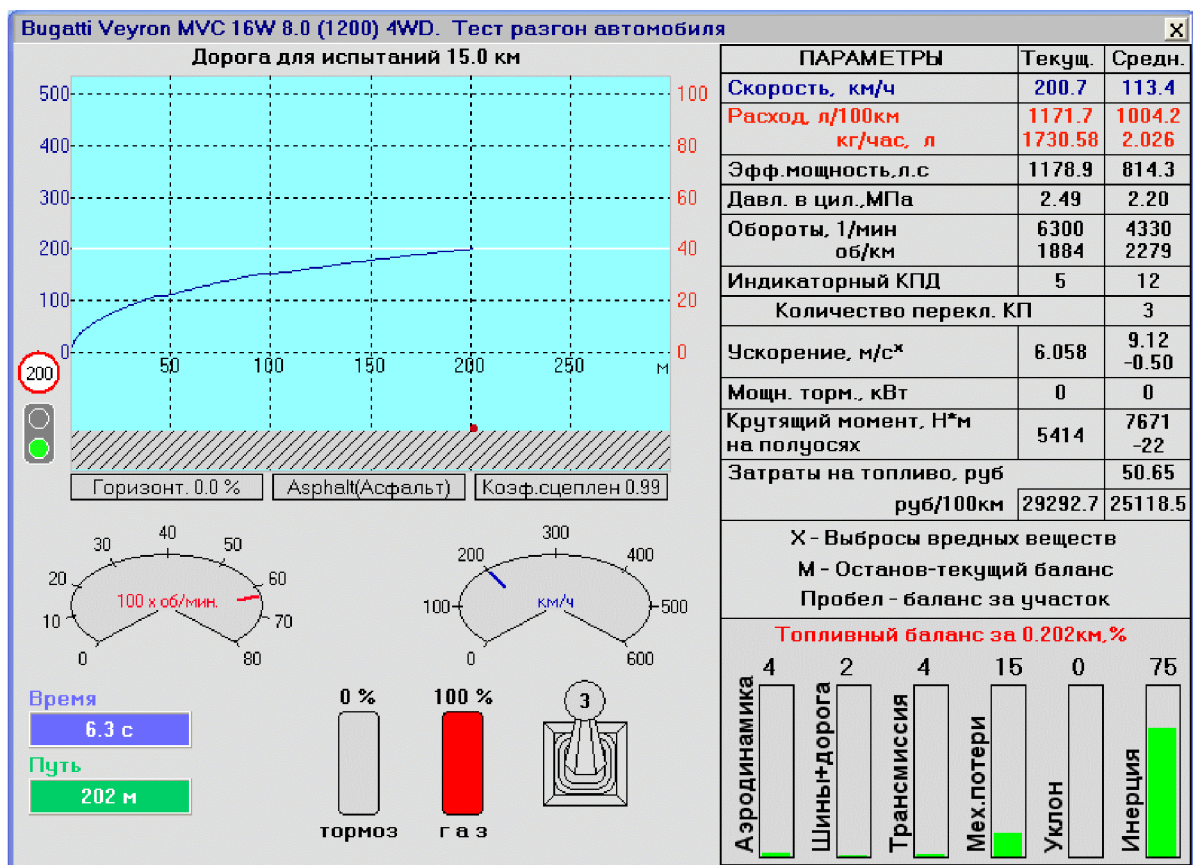 Bugatti Veyron MVC 16W 8.0 (1200) 4WD. Тест разгон автомобиля
X
Дорога для испытаний 15.0 км
500
400
300
200
100
0
100
80
60
40
20
0
50 100 150 200 250 м
200
Горизонт. 0.0 % Asphalt(Асфальт) Коэф.сцеплен 0.99
0 10 20 30 40 50 60 70 80
100 x об/мин.
0 100 200 300 400 500 600
км/ч
Время
6.3 с
Путь
202 м
0 % 100 %
тормоз газ
3
ПАРАМЕТРЫ Текущ. Средн.
Скорость, км/ч 200.7 113.4
Расход, л/100км 1171.7 1004.2
кг/час, л 1730.58 2.026
Эфф.мощность,л.с 1178.9 814.3
Давл. в цил.,МПа 2.49 2.20
Обороты, 1/мин 6300 4330
об/км 1884 2279
Индикаторный КПД 5 12
Количество перекл. КП 3
Ускорение, м/сˣ 6.058 9.12
-0.50
Мощн. торм., кВт 0 0
Крутящий момент, Н*м
на полуосях 5414 7671
-22
Затраты на топливо, руб 50.65
руб/100км 29292.7 25118.5
X - Выбросы вредных веществ
М - Останов-текущий баланс
Пробел - баланс за участок
Топливный баланс за 0.202км,%
4 2 4 15 0 75
Аэродинамика
Шины+дорога
Трансмиссия
Мех.потери
Уклон
Инерция